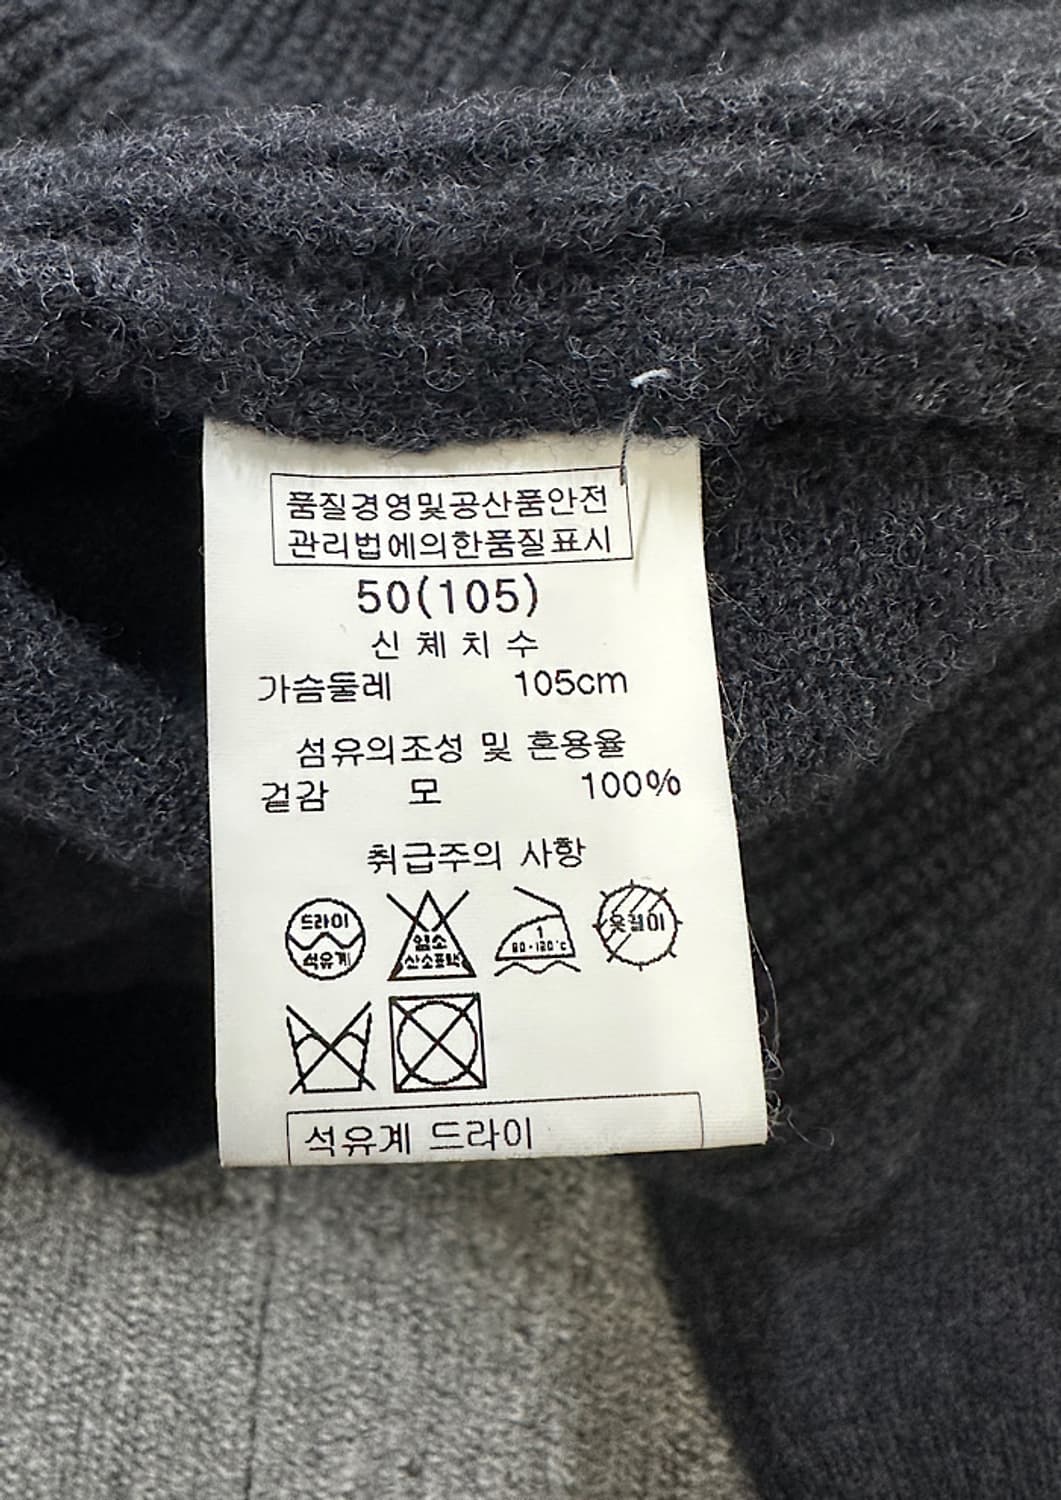 품질경영및공산품안전
관리법에의한품질표시
50(105)
신 체 치 수
가슴둘레 105cm
섬유의조성 및 혼용율
겉감 모 100%
취급주의 사항
드라이
석유계
염소
산소표백
1
80-120℃
옷걸이
석유계 드라이